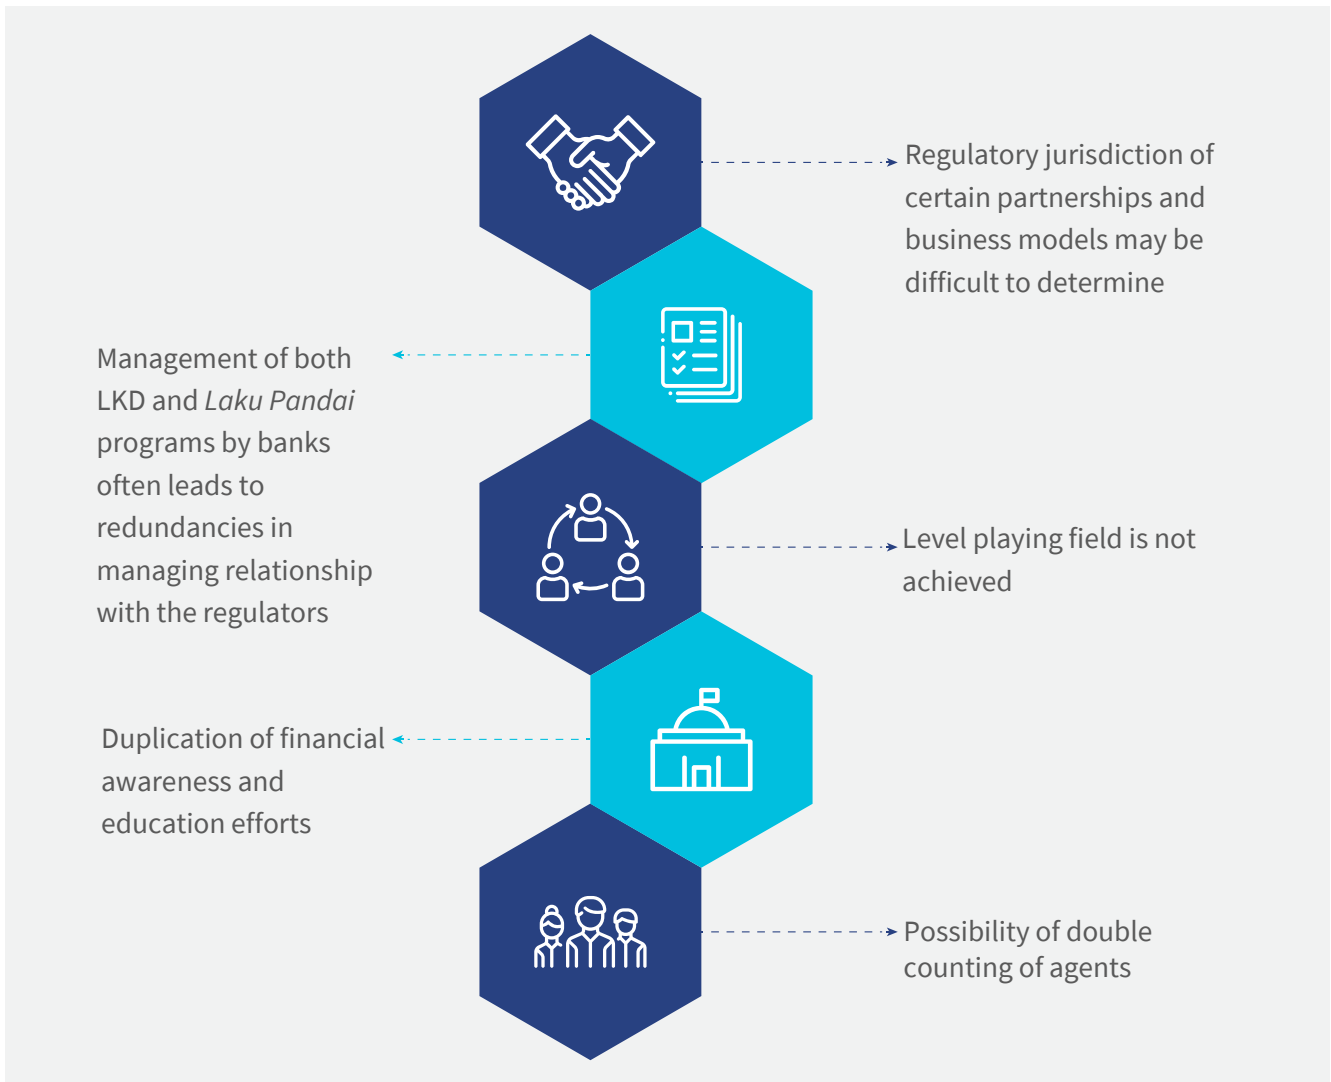 Regulatory jurisdiction of
certain partnerships and
business models may be
difficult to determine
Management of both
LKD and Laku Pandai
programs by banks
often leads to
redundancies in
managing relationship
with the regulators
Level playing field is not
achieved
Duplication of financial
awareness and
education efforts
Possibility of double
counting of agents